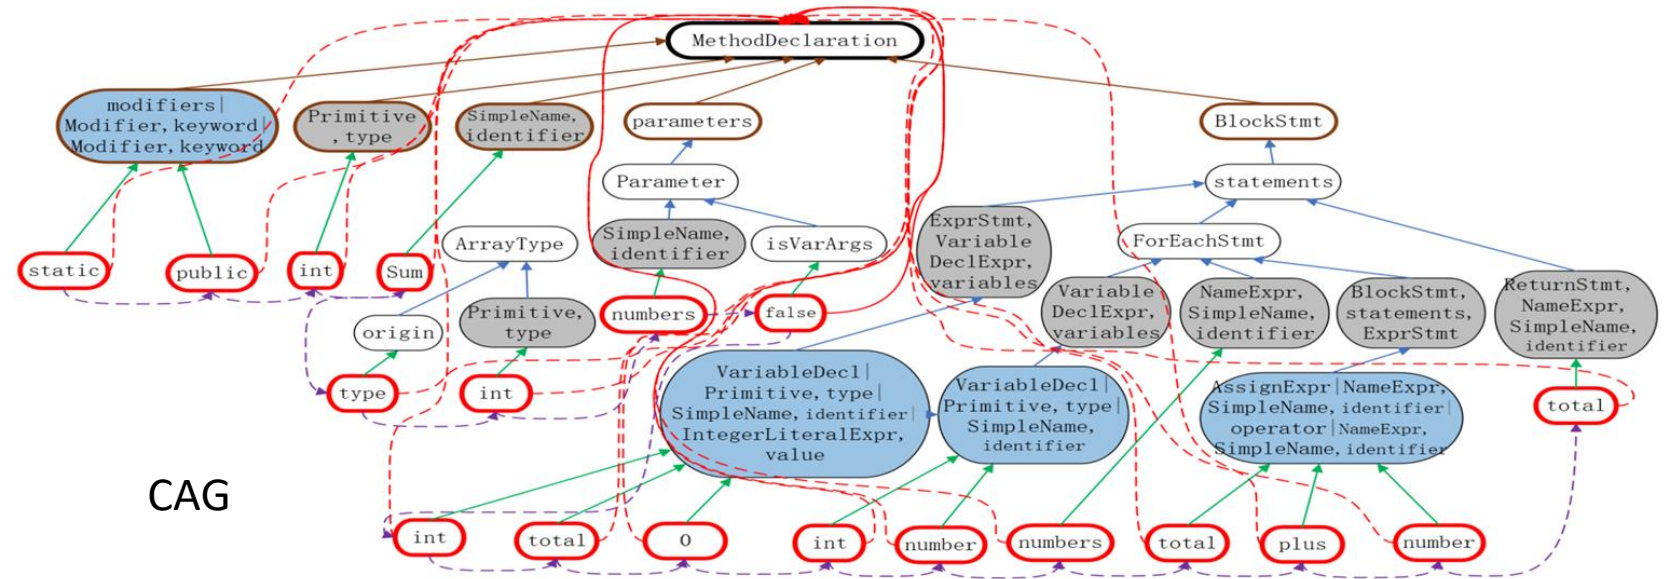 MethodDeclaration
modifiers|
Modifier,keyword|
Modifier,keyword
Primitive
,type
SimpleName,
identifier
parameters
BlockStmt
Parameter
statements
SimpleName,
identifier
isVarArgs
ArrayType
ExprStmt,
Variable
DeclExpr,
variables
ForEachStmt
static
public
int
Sum
origin
Primitive,
type
numbers
false
Variable
DeclExpr,
variables
NameExpr,
SimpleName,
identifier
BlockStmt,
statements,
ExprStmt
ReturnStmt,
NameExpr,
SimpleName,
identifier
type
int
VariableDecl|
Primitive,type|
SimpleName,identifier|
IntegerLiteralExpr,
value
VariableDecl|
Primitive,type|
SimpleName,
identifier
AssignExpr|NameExpr,
SimpleName,identifier|
operator|NameExpr,
SimpleName,identifier
total
CAG
int
total
0
int
number
numbers
total
plus
number